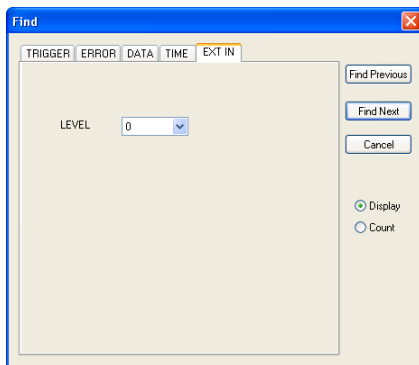 Find
TRIGGER ERROR DATA TIME EXT IN
Find Previous
LEVEL 0
Find Next
Cancel
Display
Count